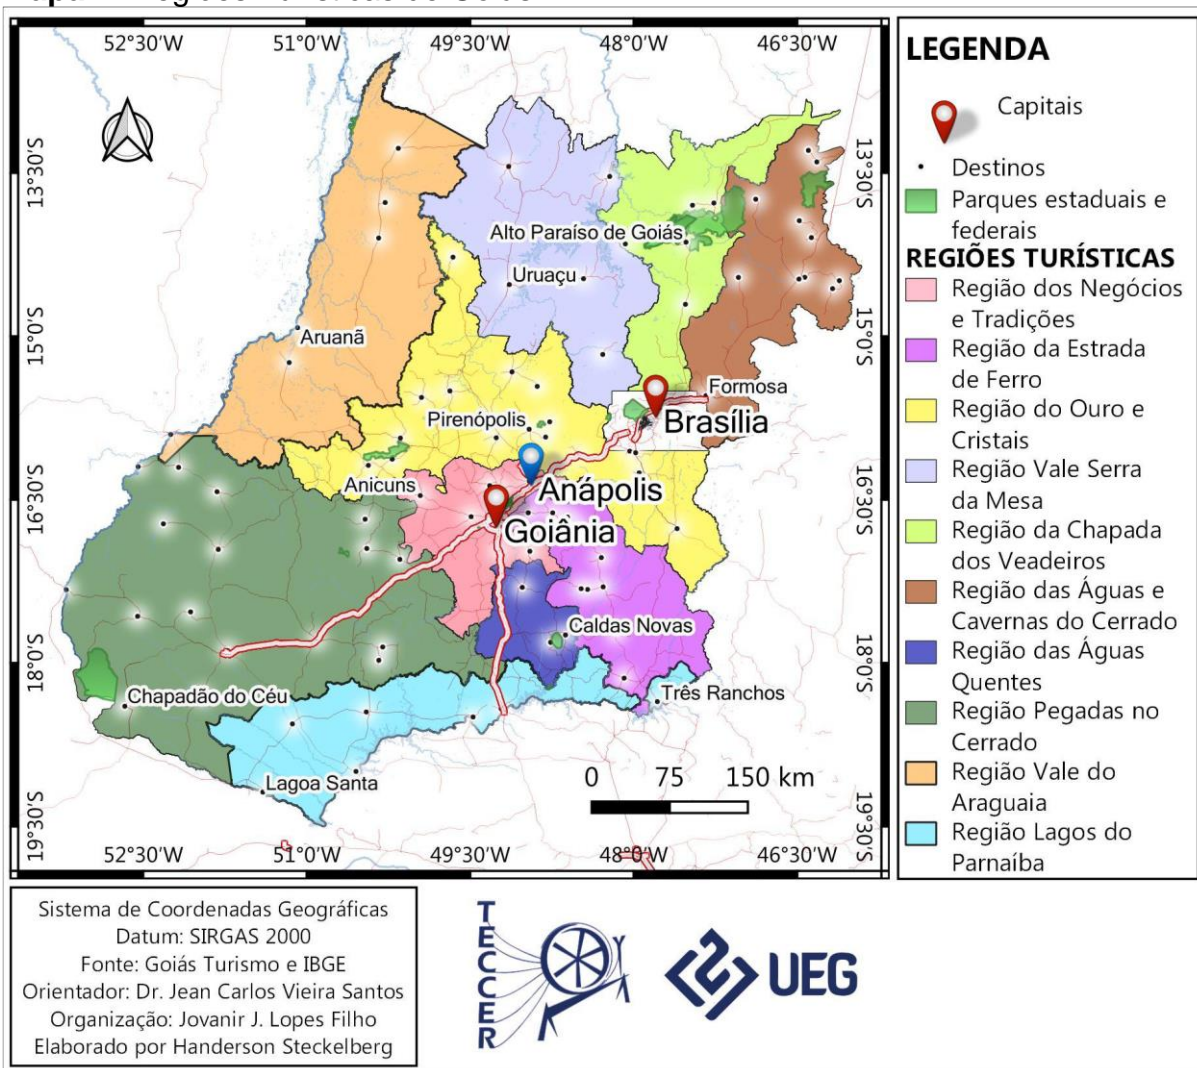 52°30'W 51°0'W 49°30'W 48°0'W 46°30'W
13°30'S
13°30'S
Alto Paraíso de Goiás
Uruaçu
15°0'S
Aruanã
15°0'S
Formosa
Pirenópolis
Brasília
Anicuns
Anápolis
16°30'S
Goiânia
16°30'S
Caldas Novas
18°0'S
18°0'S
Chapadão do Céu
Três Ranchos
Lagoa Santa
0 75 150 km
19°30'S
19°30'S
52°30'W 51°0'W 49°30'W 48°0'W 46°30'W
LEGENDA
Capitais
Destinos
Parques estaduais e
federais
REGIÕES TURÍSTICAS
Região dos Negócios
e Tradições
Região da Estrada
de Ferro
Região do Ouro e
Cristais
Região Vale Serra
da Mesa
Região da Chapada
dos Veadeiros
Região das Águas e
Cavernas do Cerrado
Região das Águas
Quentes
Região Pegadas no
Cerrado
Região Vale do
Araguaia
Região Lagos do
Parnaíba
Sistema de Coordenadas Geográficas
Datum: SIRGAS 2000
Fonte: Goiás Turismo e IBGE
Orientador: Dr. Jean Carlos Vieira Santos
Organização: Jovanir J. Lopes Filho
Elaborado por Handerson Steckelberg
TECCER
UEG